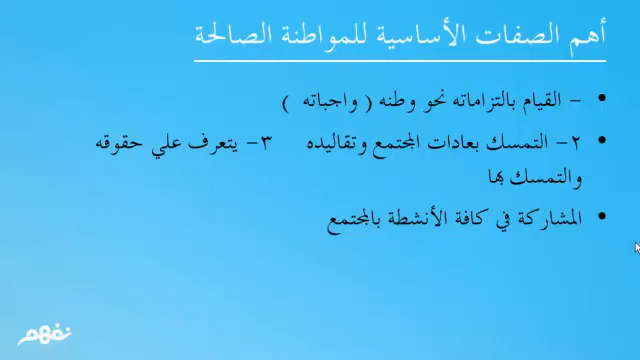 أهم الصفات الأساسية للمواطنة الصالحة
• - القيام بالتزاماته نحو وطنه ( واجباته )
• ٢- التمسك بعادات المجتمع وتقاليده ٣- يتعرف علي حقوقه
والتمسك بها
• المشاركة في كافة الأنشطة بالمجتمع
نفهم